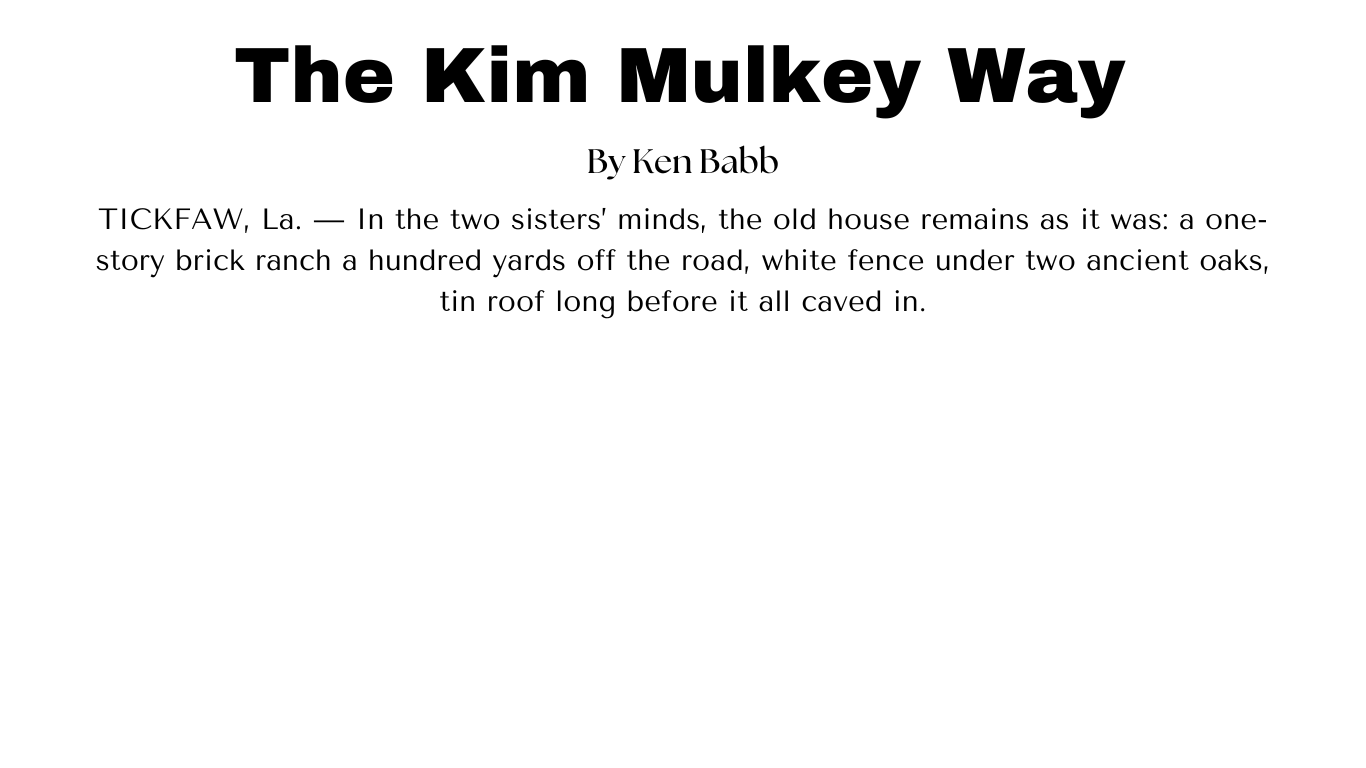 The Kim Mulkey Way
By Ken Babb
TICKFAW, La. — In the two sisters’ minds, the old house remains as it was: a one-
story brick ranch a hundred yards off the road, white fence under two ancient oaks,
tin roof long before it all caved in.